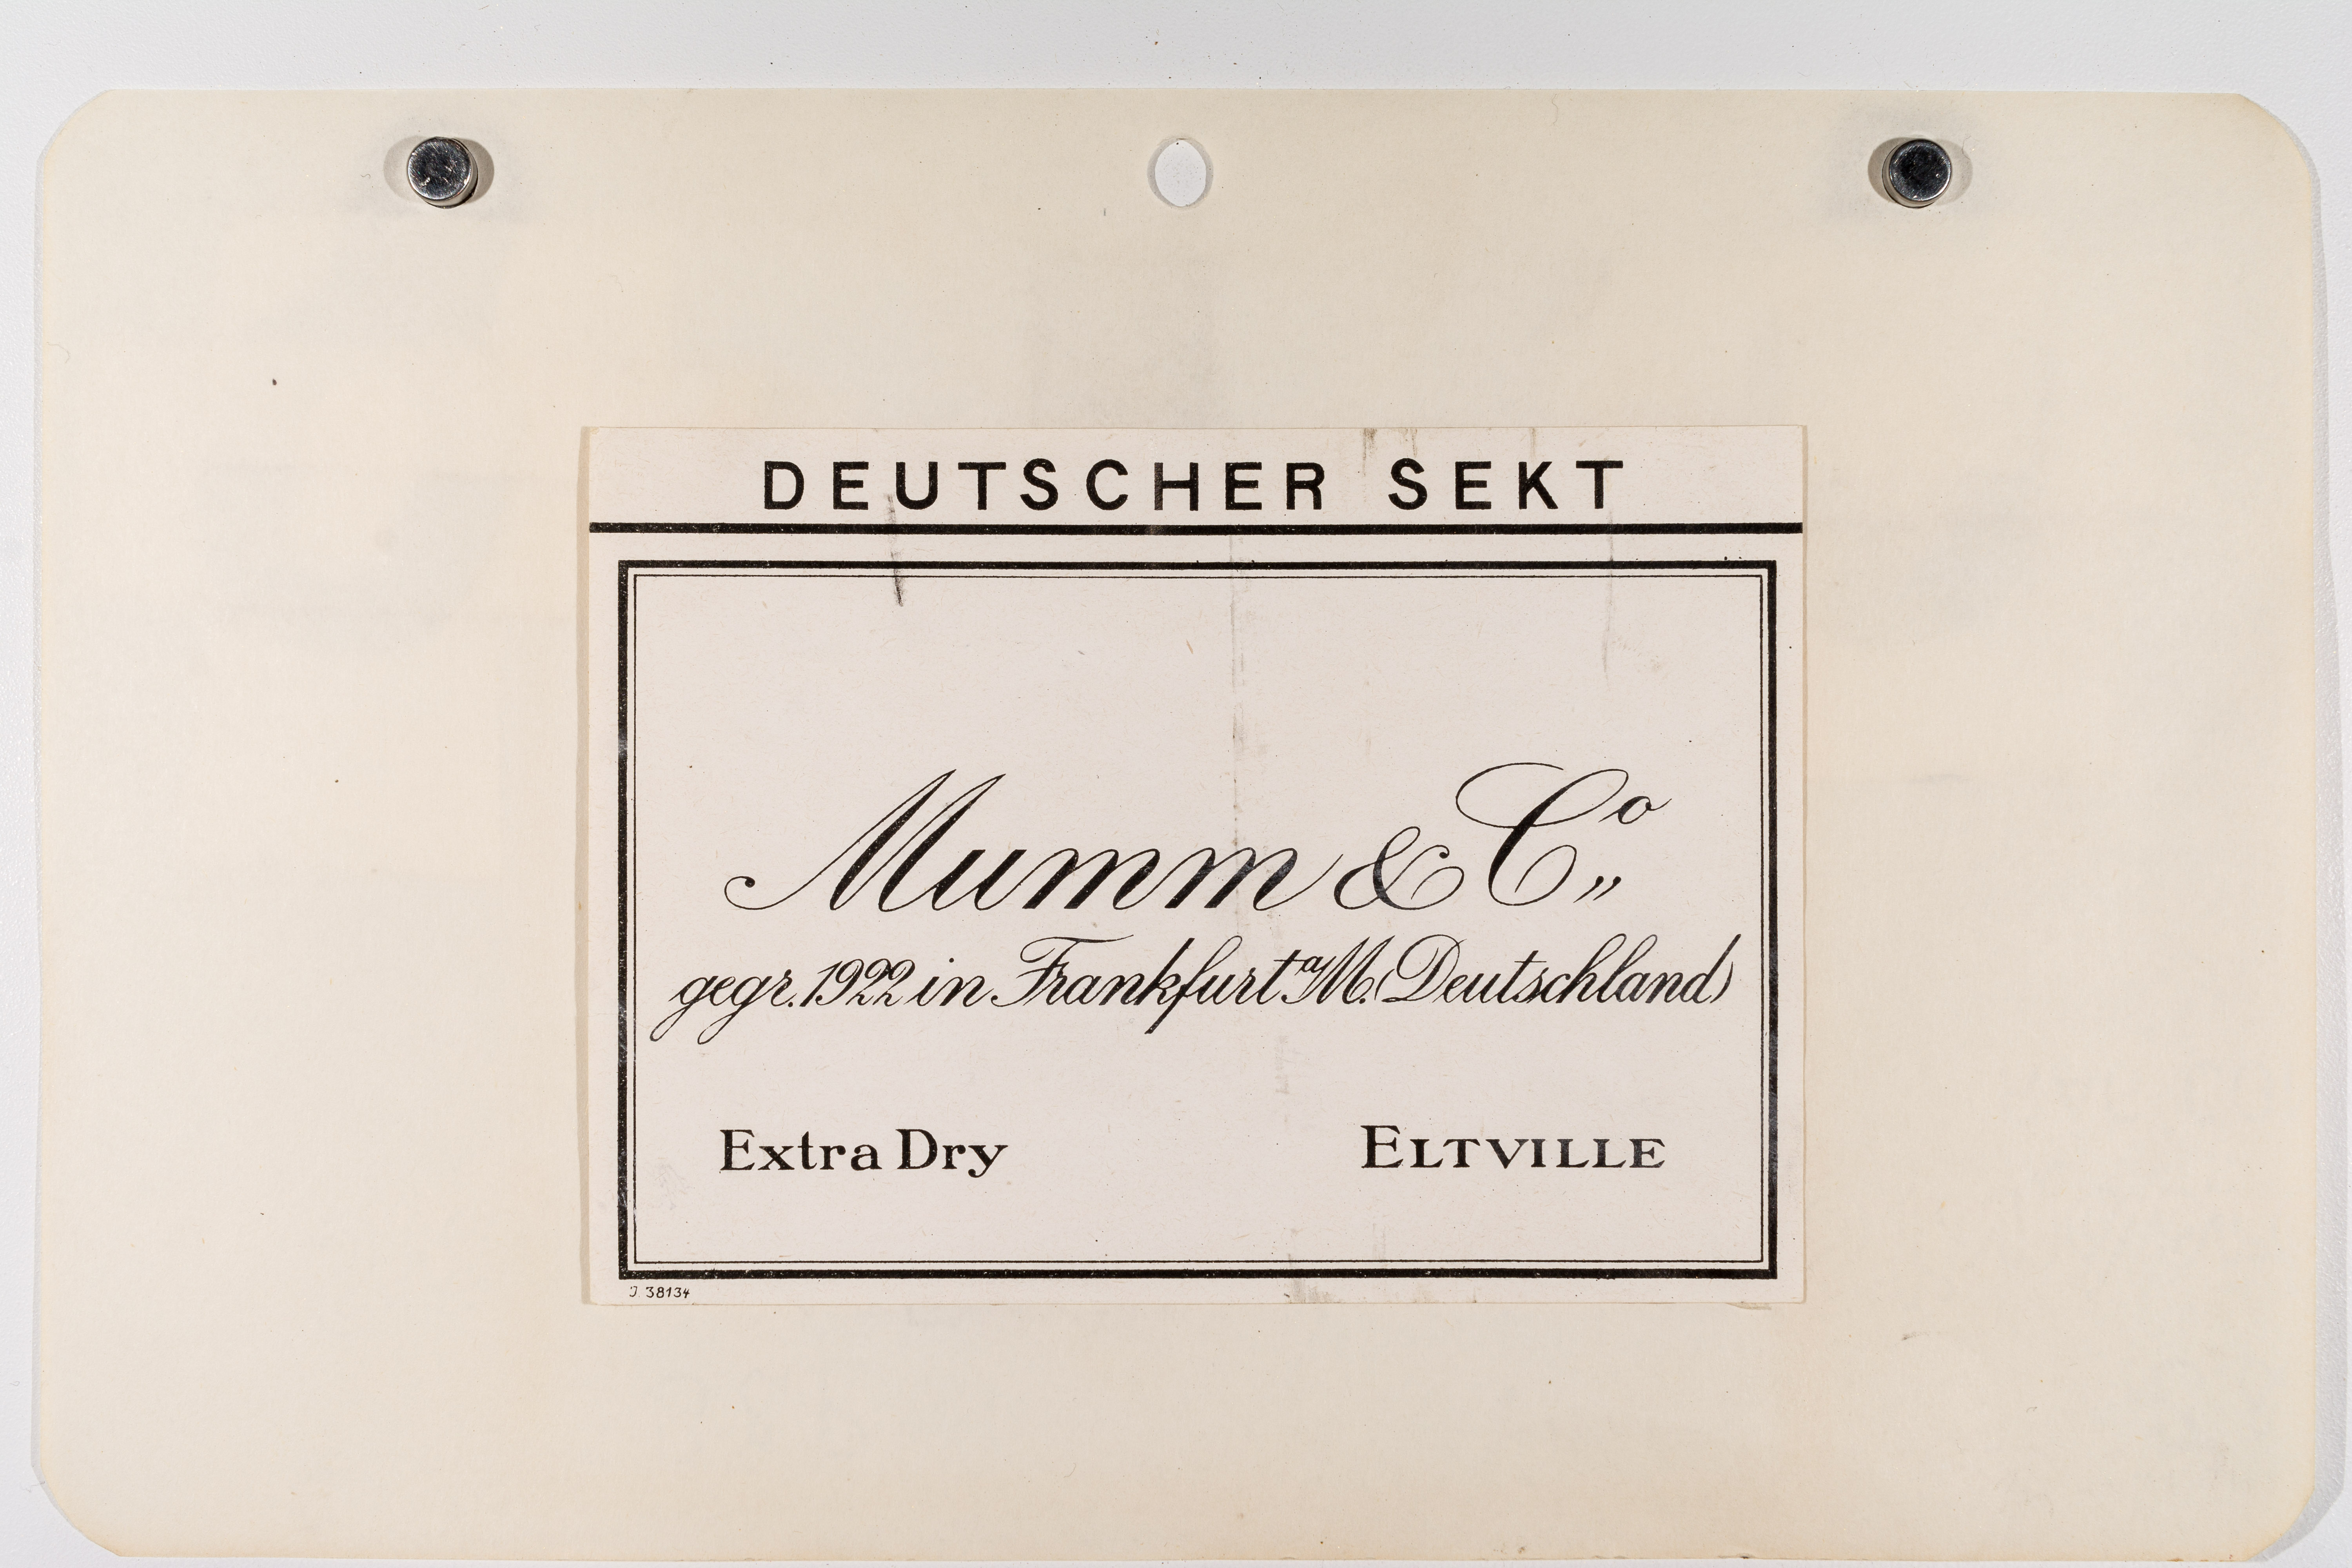 DEUTSCHER SEKT
Mumm & Co„
gegr. 1922 in Frankfurt a/M. (Deutschland)
Extra Dry ELTVILLE
J. 38134